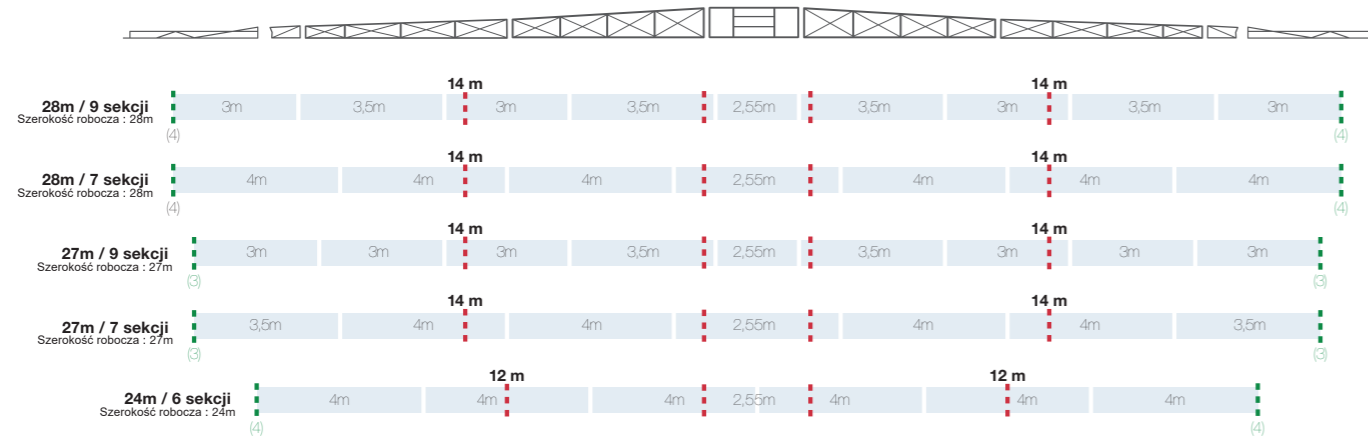 14 m 14 m
28m / 9 sekcji 3m 3,5m 3m 3,5m 2,55m 3,5m 3m 3,5m 3m
Szerokość robocza : 28m
(4) (4)
14 m 14 m
28m / 7 sekcji 4m 4m 4m 2,55m 4m 4m 4m
Szerokość robocza : 28m
(4) (4)
14 m 14 m
27m / 9 sekcji 3m 3m 3m 3,5m 2,55m 3,5m 3m 3m 3m
Szerokość robocza : 27m
(3) (3)
14 m 14 m
27m / 7 sekcji 3,5m 4m 4m 2,55m 4m 4m 3,5m
Szerokość robocza : 27m
(3) (3)
12 m 12 m
24m / 6 sekcji 4m 4m 4m 2,55m 4m 4m 4m
Szerokość robocza : 24m
(4) (4)